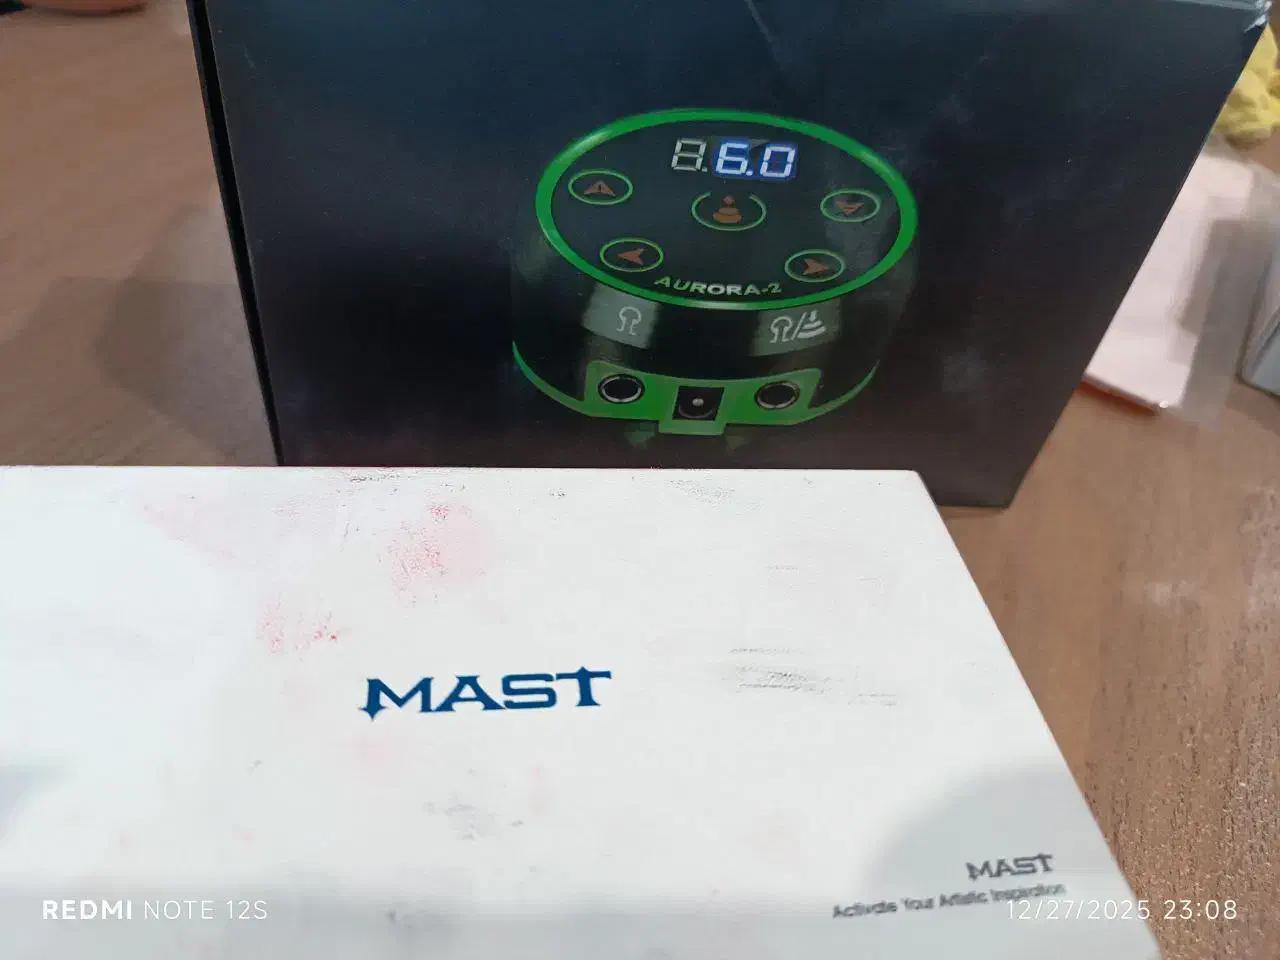 8.6.0
AURORA-2
MAST
MAST
Activate Your Artistic Inspiration
REDMI NOTE 12S
12/27/2025 23:08